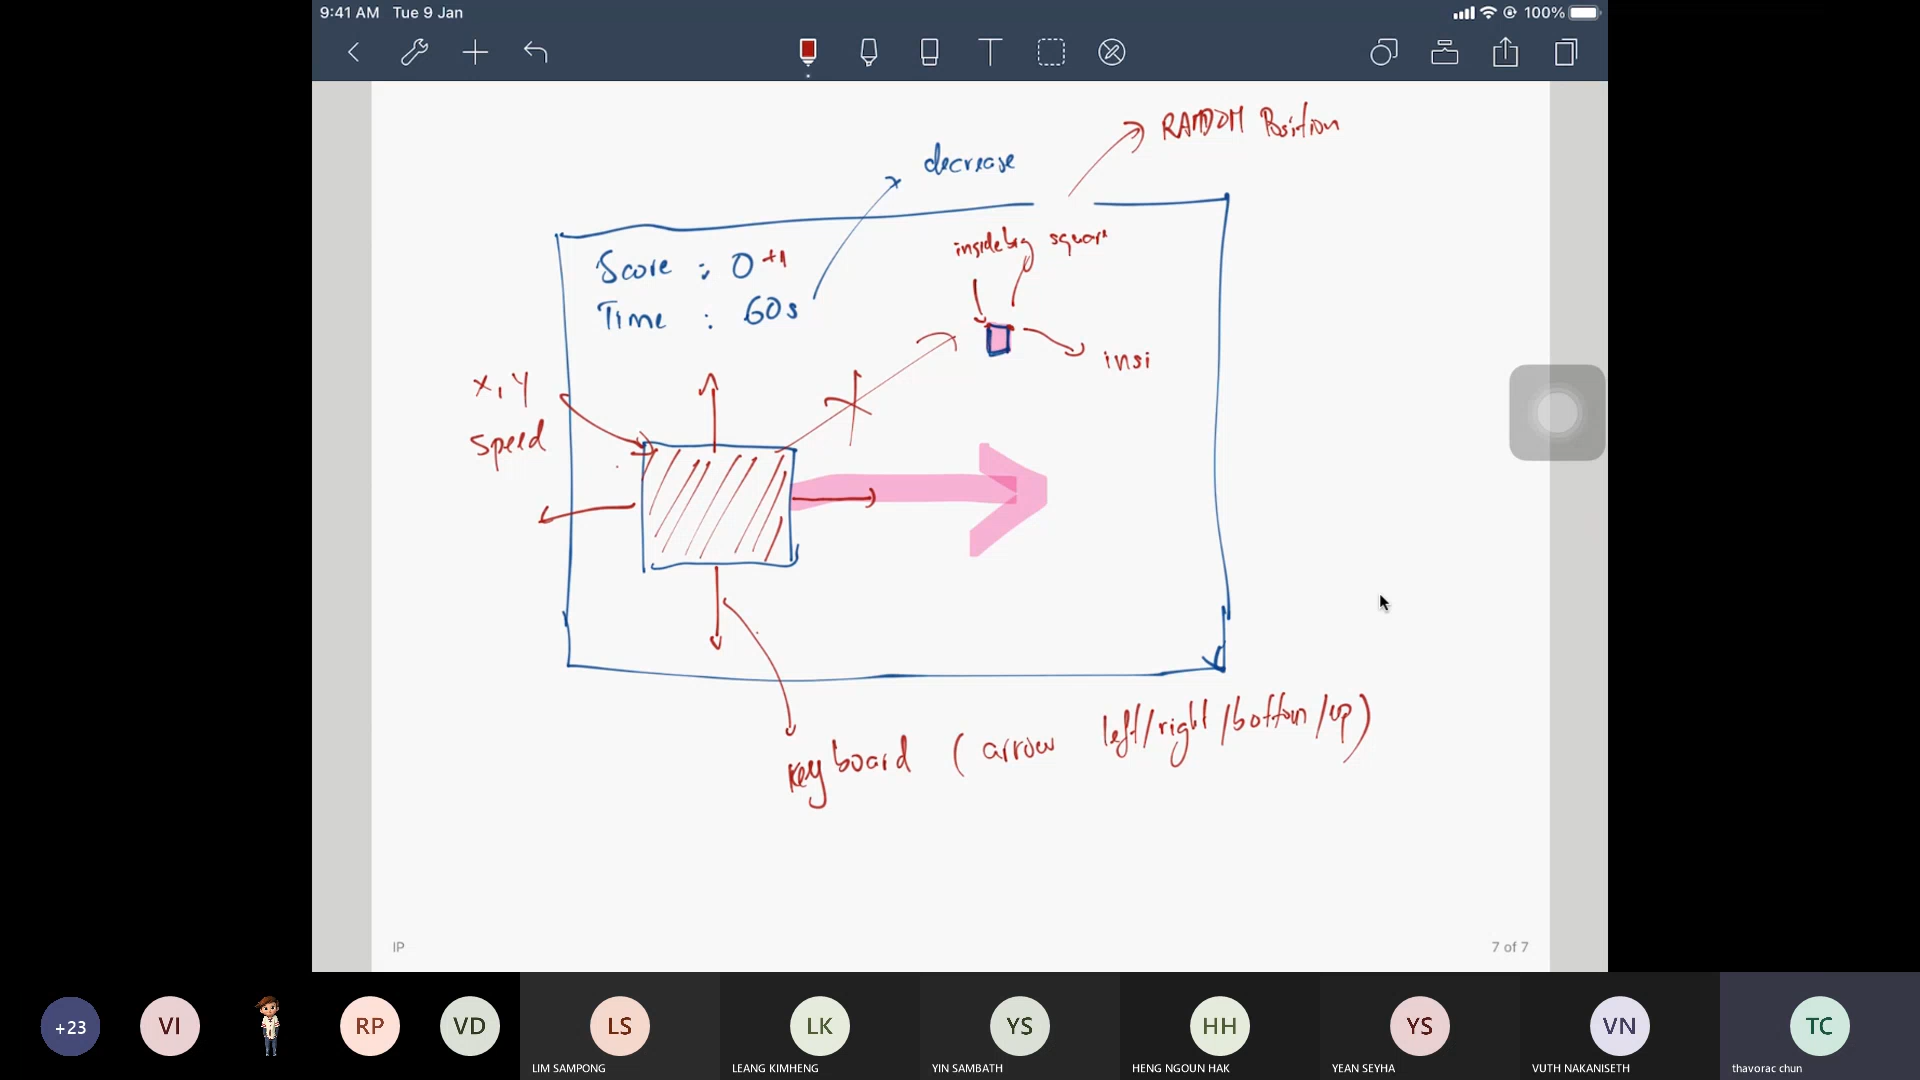 9:41 AM Tue 9 Jan
100%
RANDOM Position
decrease
inside big square
Score : 0 +1
Time : 60s
insi
x, y
speed
keyboard ( arrow left/right/bottom/up)
IP
7 of 7
+23
VI
RP
VD
LS
LK
YS
HH
YS
VN
TC
LIM SAMPONG
LEANG KIMHENG
YIN SAMBATH
HENG NGOUN HAK
YEAN SEYHA
VUTH NAKANISETH
thavorac chun